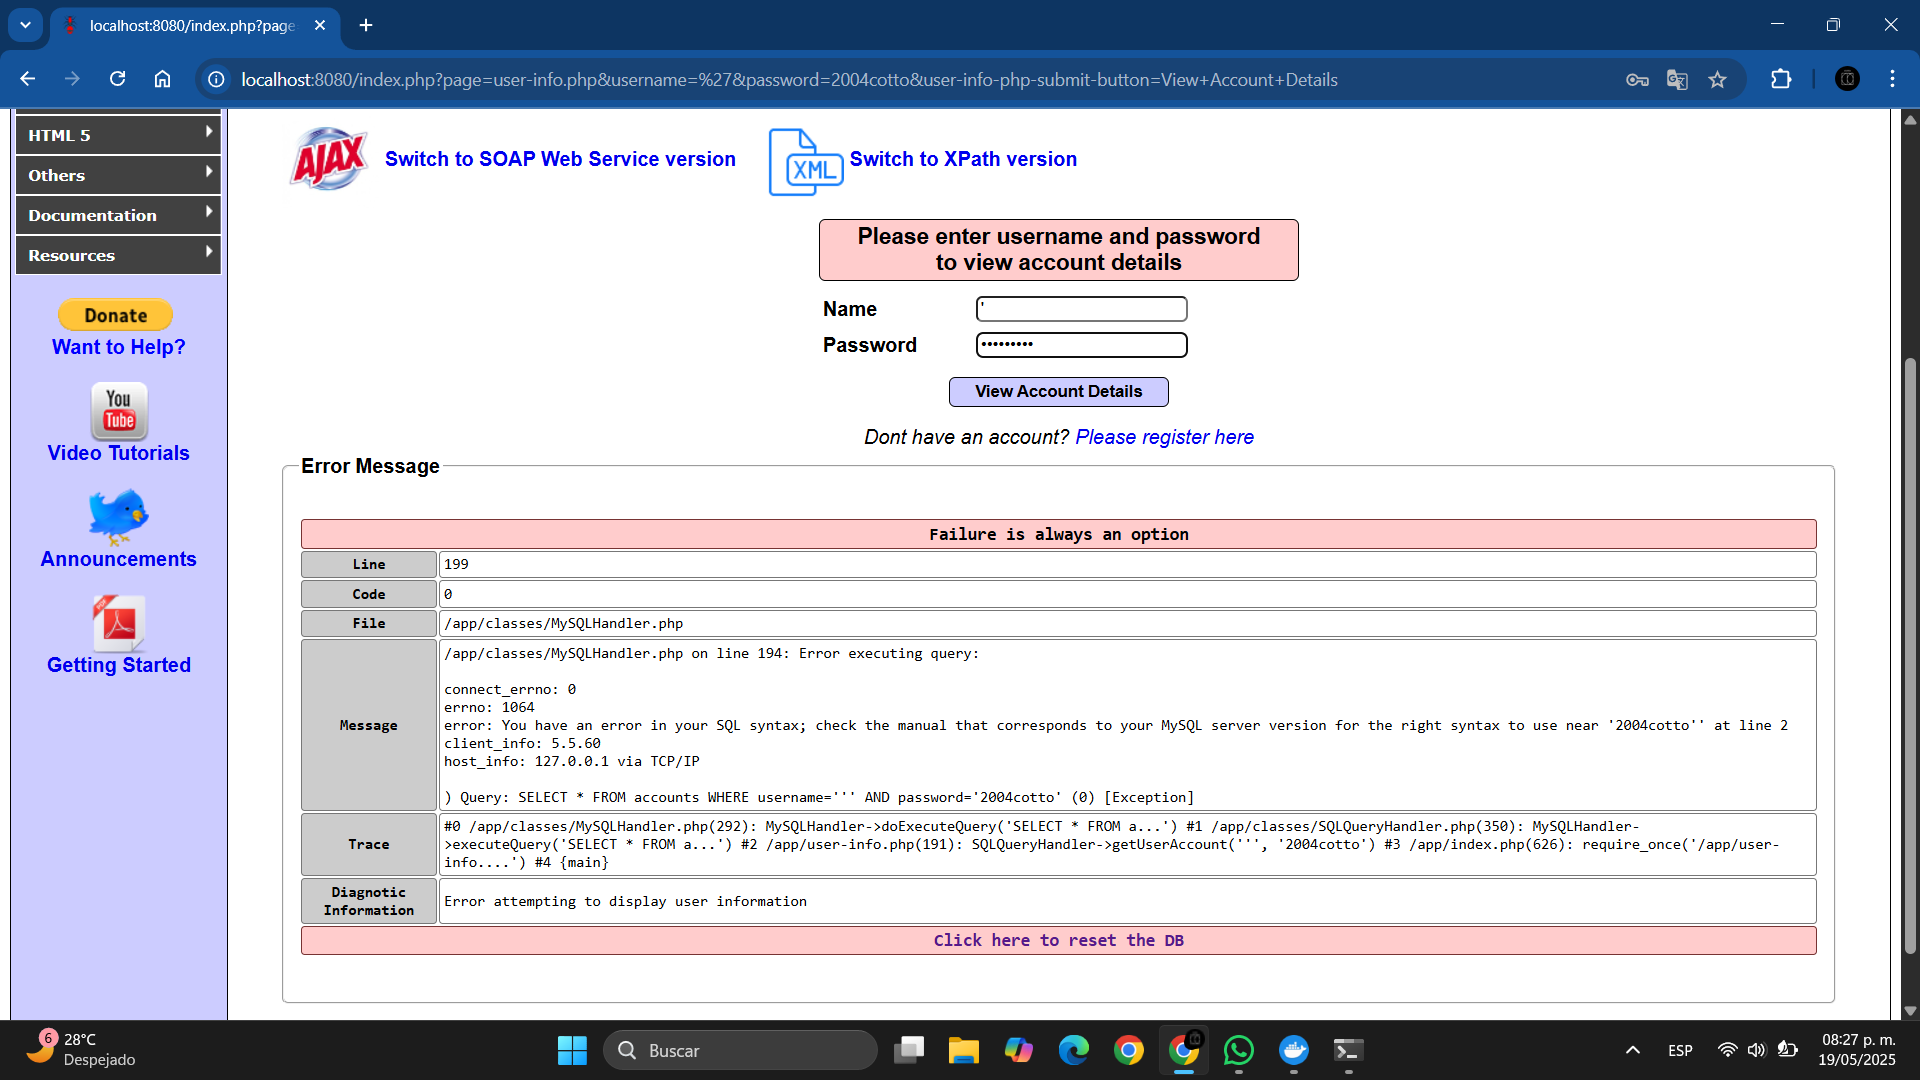 localhost:8080/index.php?page
localhost:8080/index.php?page=user-info.php&username=%27&password=2004cotto&user-info-php-submit-button=View+Account+Details
HTML 5
Others
Documentation
Resources
Donate
Want to Help?
You
Tube
Video Tutorials
Announcements
Getting Started
AJAX
Switch to SOAP Web Service version
XML
Switch to XPath version
Please enter username and password
to view account details
Name
'
Password
•••••••••
View Account Details
Dont have an account? Please register here
Error Message
Failure is always an option
Line
199
Code
0
File
/app/classes/MySQLHandler.php
Message
/app/classes/MySQLHandler.php on line 194: Error executing query:
connect_errno: 0
errno: 1064
error: You have an error in your SQL syntax; check the manual that corresponds to your MySQL server version for the right syntax to use near '2004cotto'' at line 2
client_info: 5.5.60
host_info: 127.0.0.1 via TCP/IP
) Query: SELECT * FROM accounts WHERE username=''' AND password='2004cotto' (0) [Exception]
Trace
#0 /app/classes/MySQLHandler.php(292): MySQLHandler->doExecuteQuery('SELECT * FROM a...') #1 /app/classes/SQLQueryHandler.php(350): MySQLHandler-
>executeQuery('SELECT * FROM a...') #2 /app/user-info.php(191): SQLQueryHandler->getUserAccount(''', '2004cotto') #3 /app/index.php(626): require_once('/app/user-
info....') #4 {main}
Diagnostic
Information
Error attempting to display user information
Click here to reset the DB
6
28°C
Despejado
Buscar
ESP
08:27 p. m.
19/05/2025